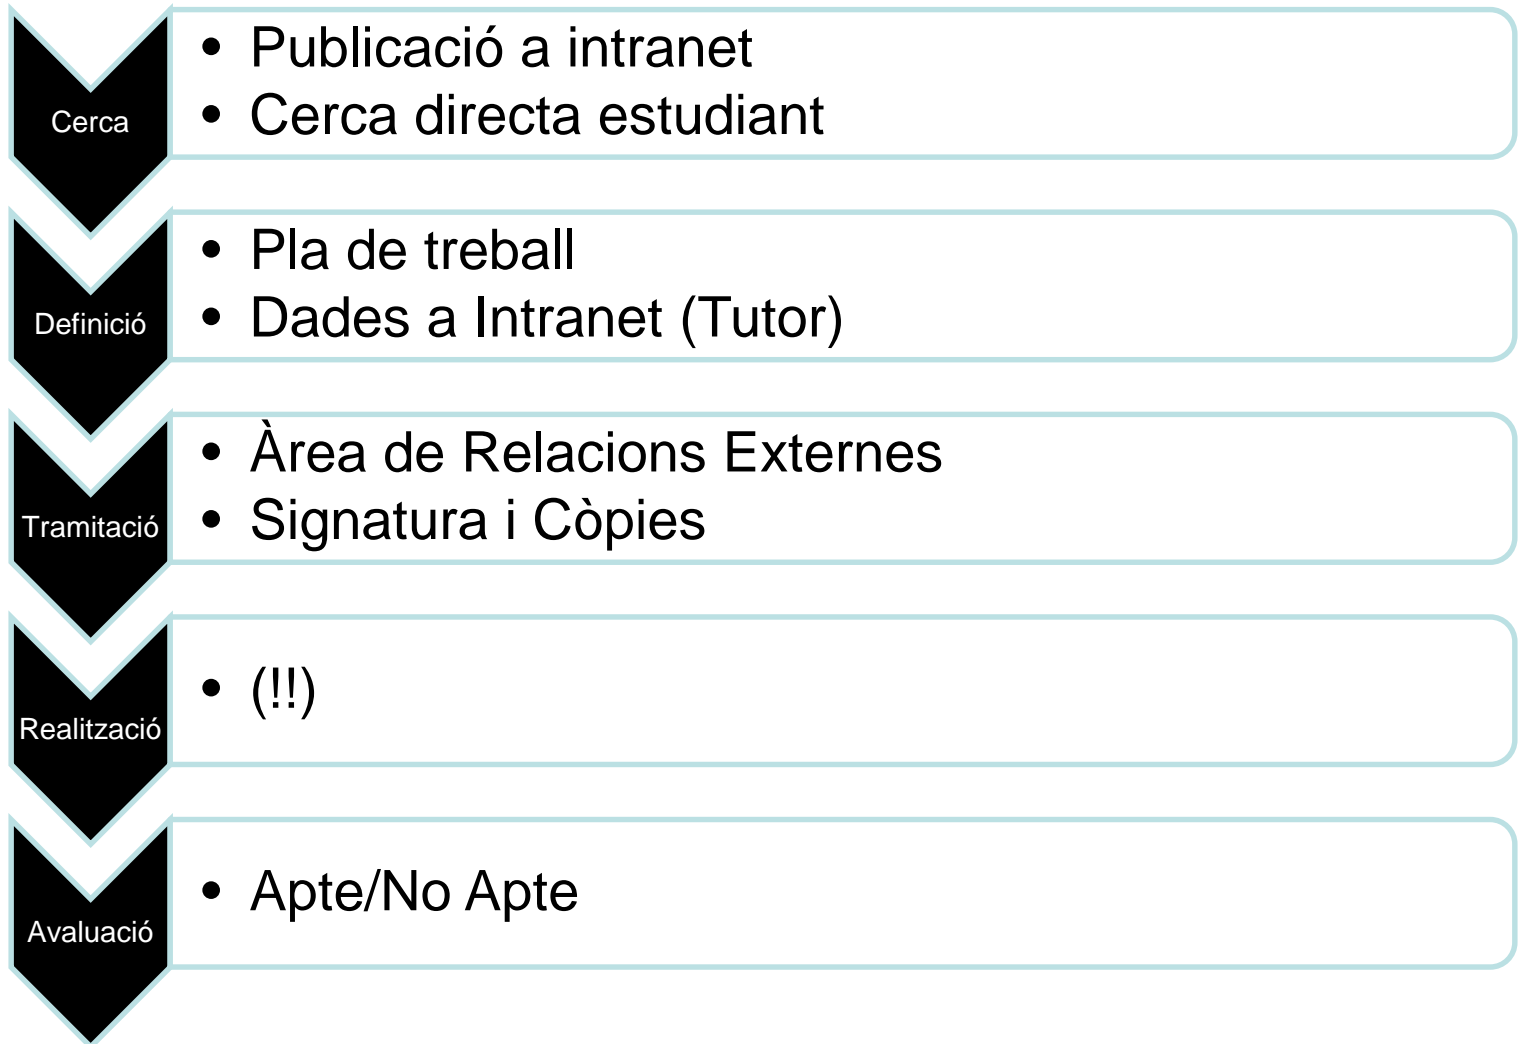 Cerca
• Publicació a intranet
• Cerca directa estudiant
Definició
• Pla de treball
• Dades a Intranet (Tutor)
Tramitació
• Àrea de Relacions Externes
• Signatura i Còpies
Realització
• (!!)
Avaluació
• Apte/No Apte